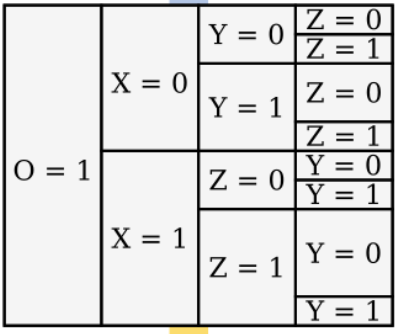 O = 1
X = 0
Y = 0
Z = 0
Z = 1
Y = 1
Z = 0
Z = 1
X = 1
Z = 0
Y = 0
Y = 1
Z = 1
Y = 0
Y = 1